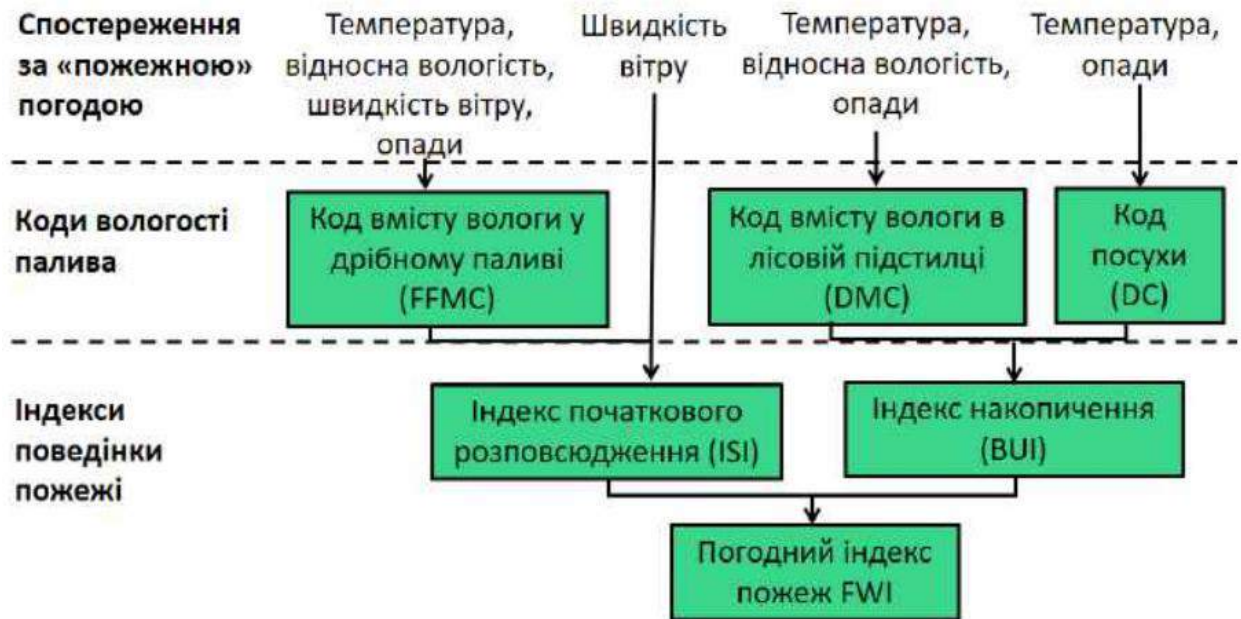 Спостереження
за «пожежною»
погодою
Температура,
відносна вологість,
швидкість вітру,
опади
Швидкість
вітру
Температура,
відносна вологість,
опади
Температура,
опади
Коди вологості
палива
Код вмісту вологи у
дрібному паливі
(FFMC)
Код вмісту вологи в
лісовій підстилці
(DMC)
Код
посухи
(DC)
Індекси
поведінки
пожежі
Індекс початкового
розповсюдження (ISI)
Індекс накопичення
(BUI)
Погодний індекс
пожеж FWI